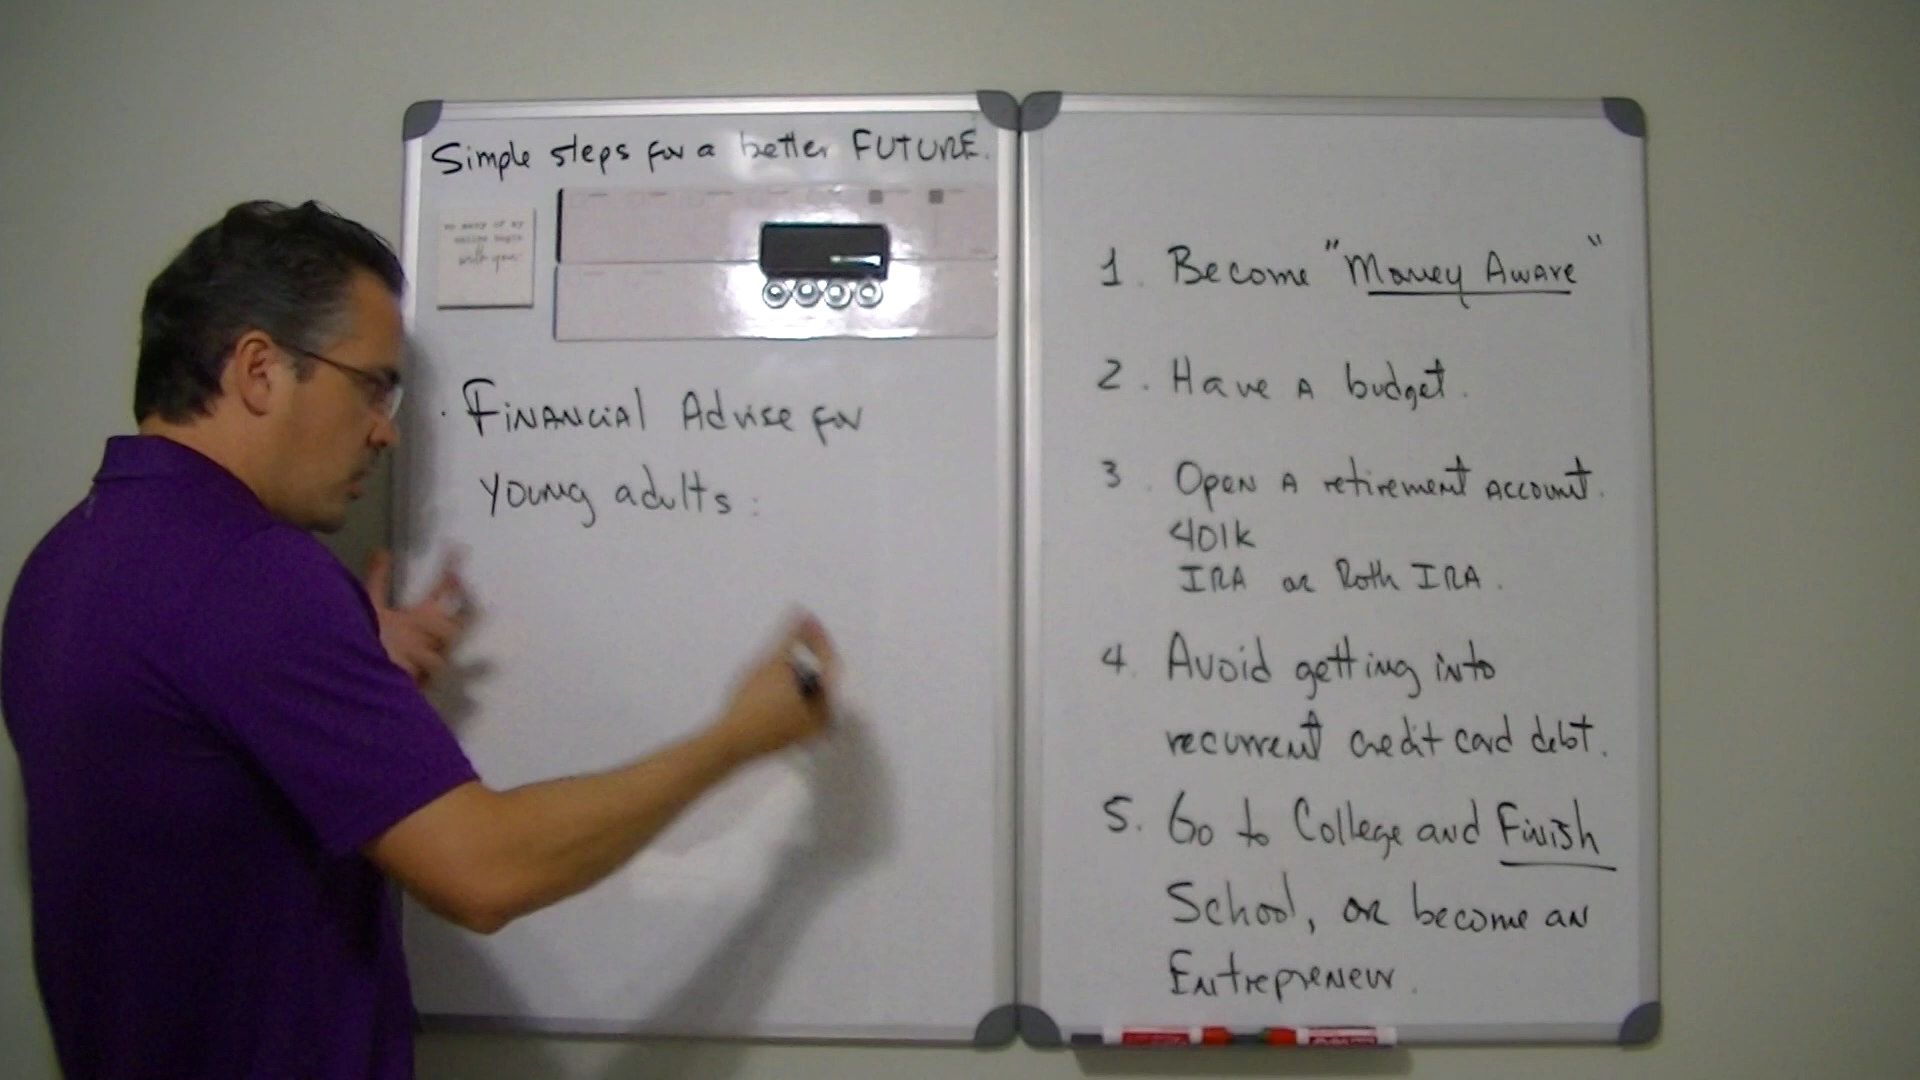 Simple steps for a better FUTURE.
with you.
. Financial Advise for
young adults:
1. Become "Money Aware"
2. Have a budget.
3. Open a retirement account.
401k
IRA or Roth IRA.
4. Avoid getting into
recurrent credit card debt.
5. Go to College and Finish
School, or become an
Entrepreneur.